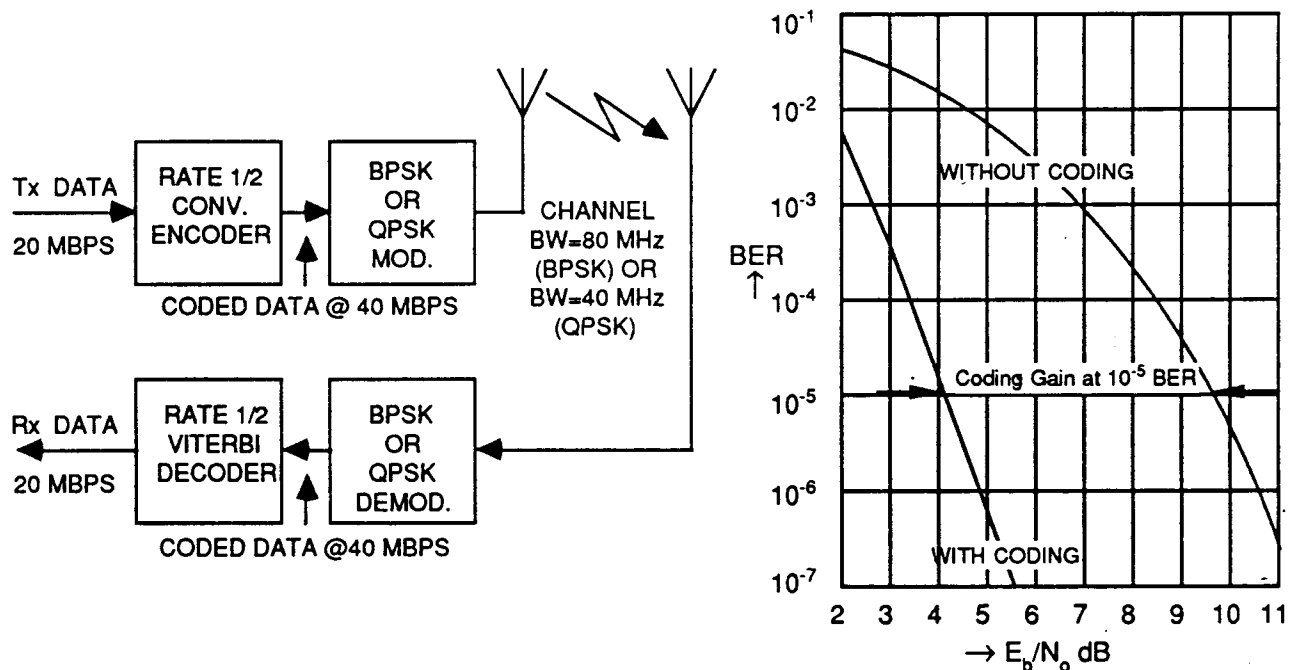 Tx DATA
20 MBPS
RATE 1/2
CONV.
ENCODER
BPSK
OR
QPSK
MOD.
CODED DATA @ 40 MBPS
CHANNEL
BW=80 MHz
(BPSK) OR
BW=40 MHz
(QPSK)
Rx DATA
20 MBPS
RATE 1/2
VITERBI
DECODER
BPSK
OR
QPSK
DEMOD.
CODED DATA @40 MBPS
10⁻¹
10⁻²
10⁻³
BER
↑
10⁻⁴
10⁻⁵
10⁻⁶
10⁻⁷
WITHOUT CODING
Coding Gain at 10⁻⁵ BER
WITH CODING
2 3 4 5 6 7 8 9 10 11
→ E_b/N_o dB